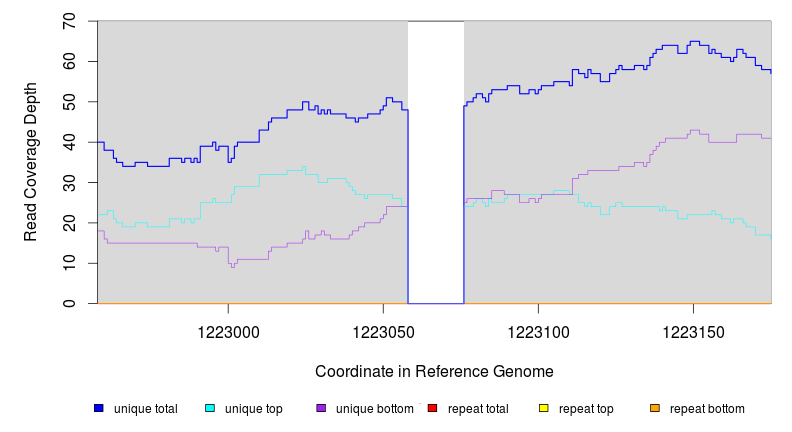 70
60
50
40
30
20
10
0
Read Coverage Depth
1223000 1223050 1223100 1223150
Coordinate in Reference Genome
unique total unique top unique bottom repeat total repeat top repeat bottom